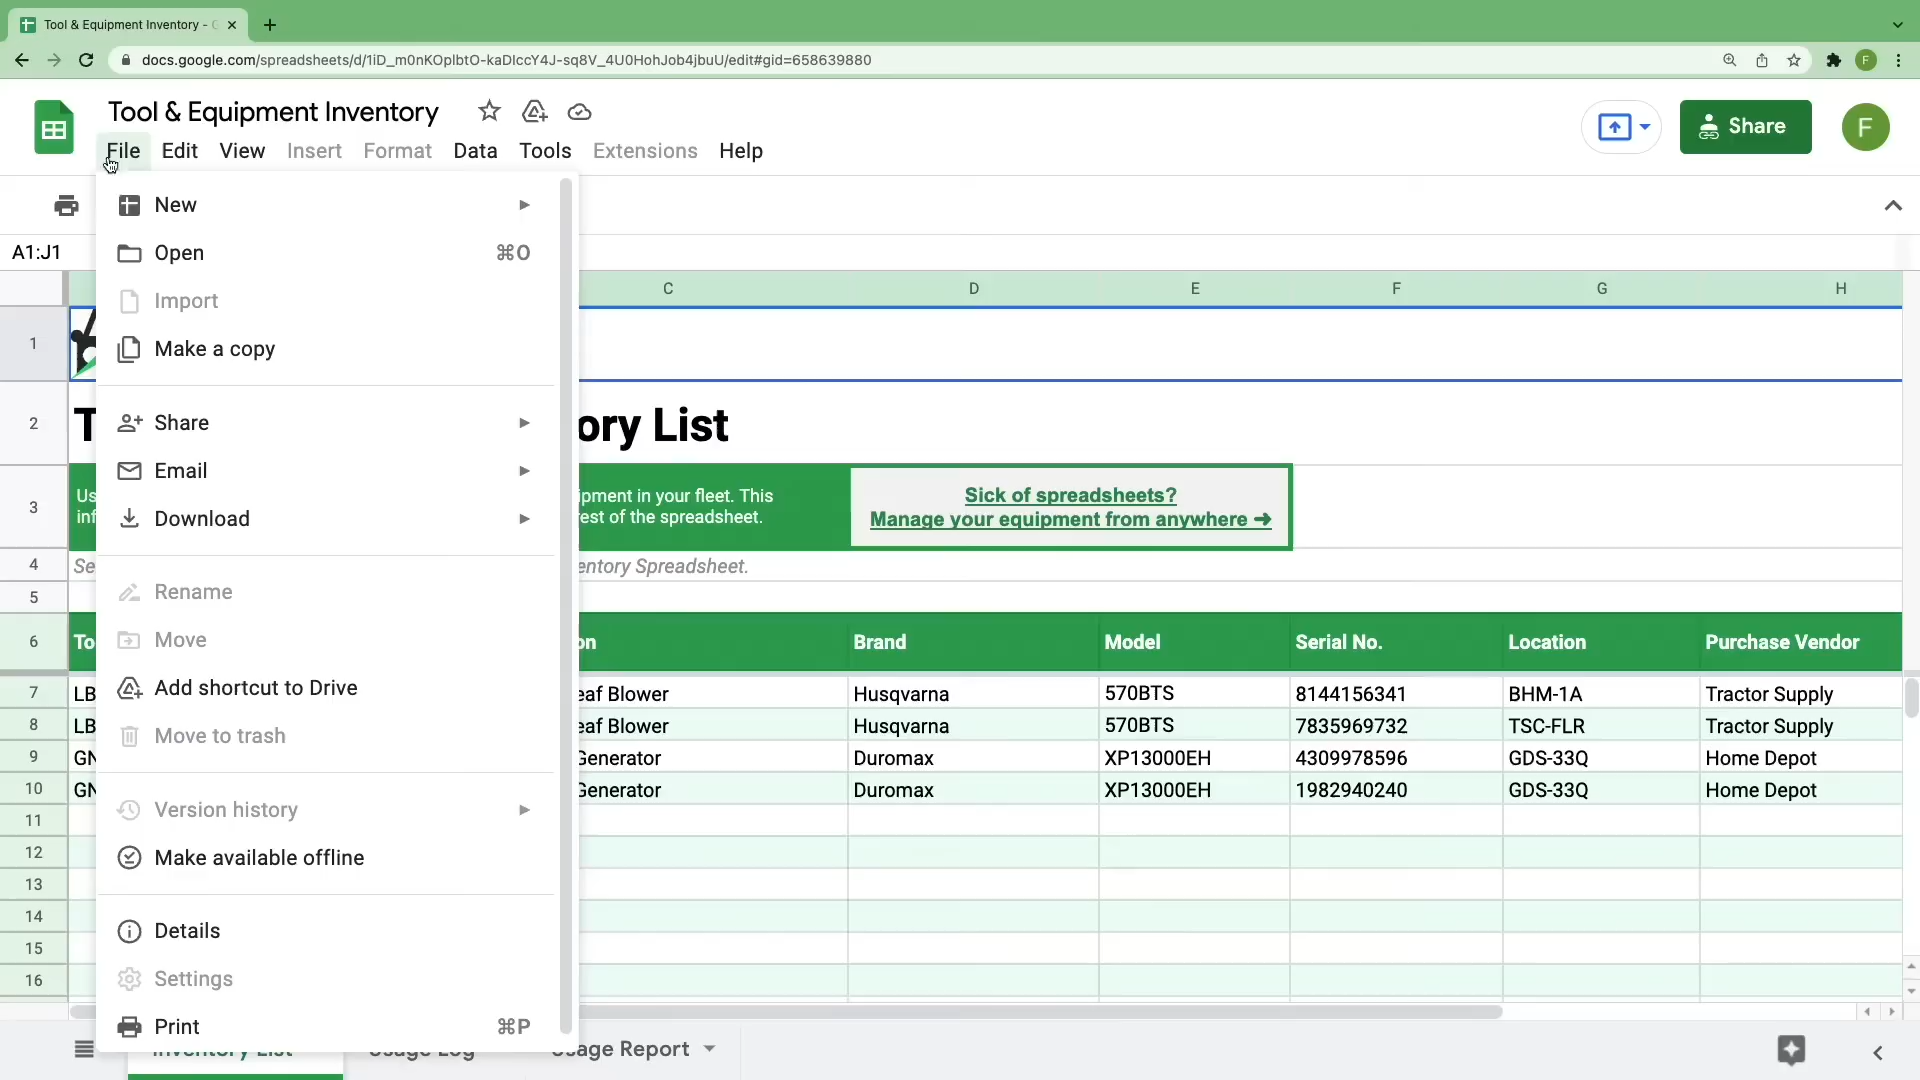 Tool & Equipment Inventory - G
docs.google.com/spreadsheets/d/1iD_m0nKOplbtO-kaDlccY4J-sq8V_4U0HohJob4jbuU/edit#gid=658639880
F
Tool & Equipment Inventory
Share
F
File Edit View Insert Format Data Tools Extensions Help
New
A1:J1
Open ⌘O
C D E F G H
Import
1
Make a copy
2 T ory List
Share
Email
3
Us ipment in your fleet. This
inf rest of the spreadsheet.
Sick of spreadsheets?
Manage your equipment from anywhere ➜
Download
4 Se entory Spreadsheet.
5
Rename
6 To on Brand Model Serial No. Location Purchase Vendor
Move
7 LB eaf Blower Husqvarna 570BTS 8144156341 BHM-1A Tractor Supply
Add shortcut to Drive
8 LB eaf Blower Husqvarna 570BTS 7835969732 TSC-FLR Tractor Supply
Move to trash
9 GN Generator Duromax XP13000EH 4309978596 GDS-33Q Home Depot
10 GN Generator Duromax XP13000EH 1982940240 GDS-33Q Home Depot
Version history
11
12
Make available offline
13
14
Details
15
16
Settings
Print ⌘P
Inventory List Usage Log Usage Report